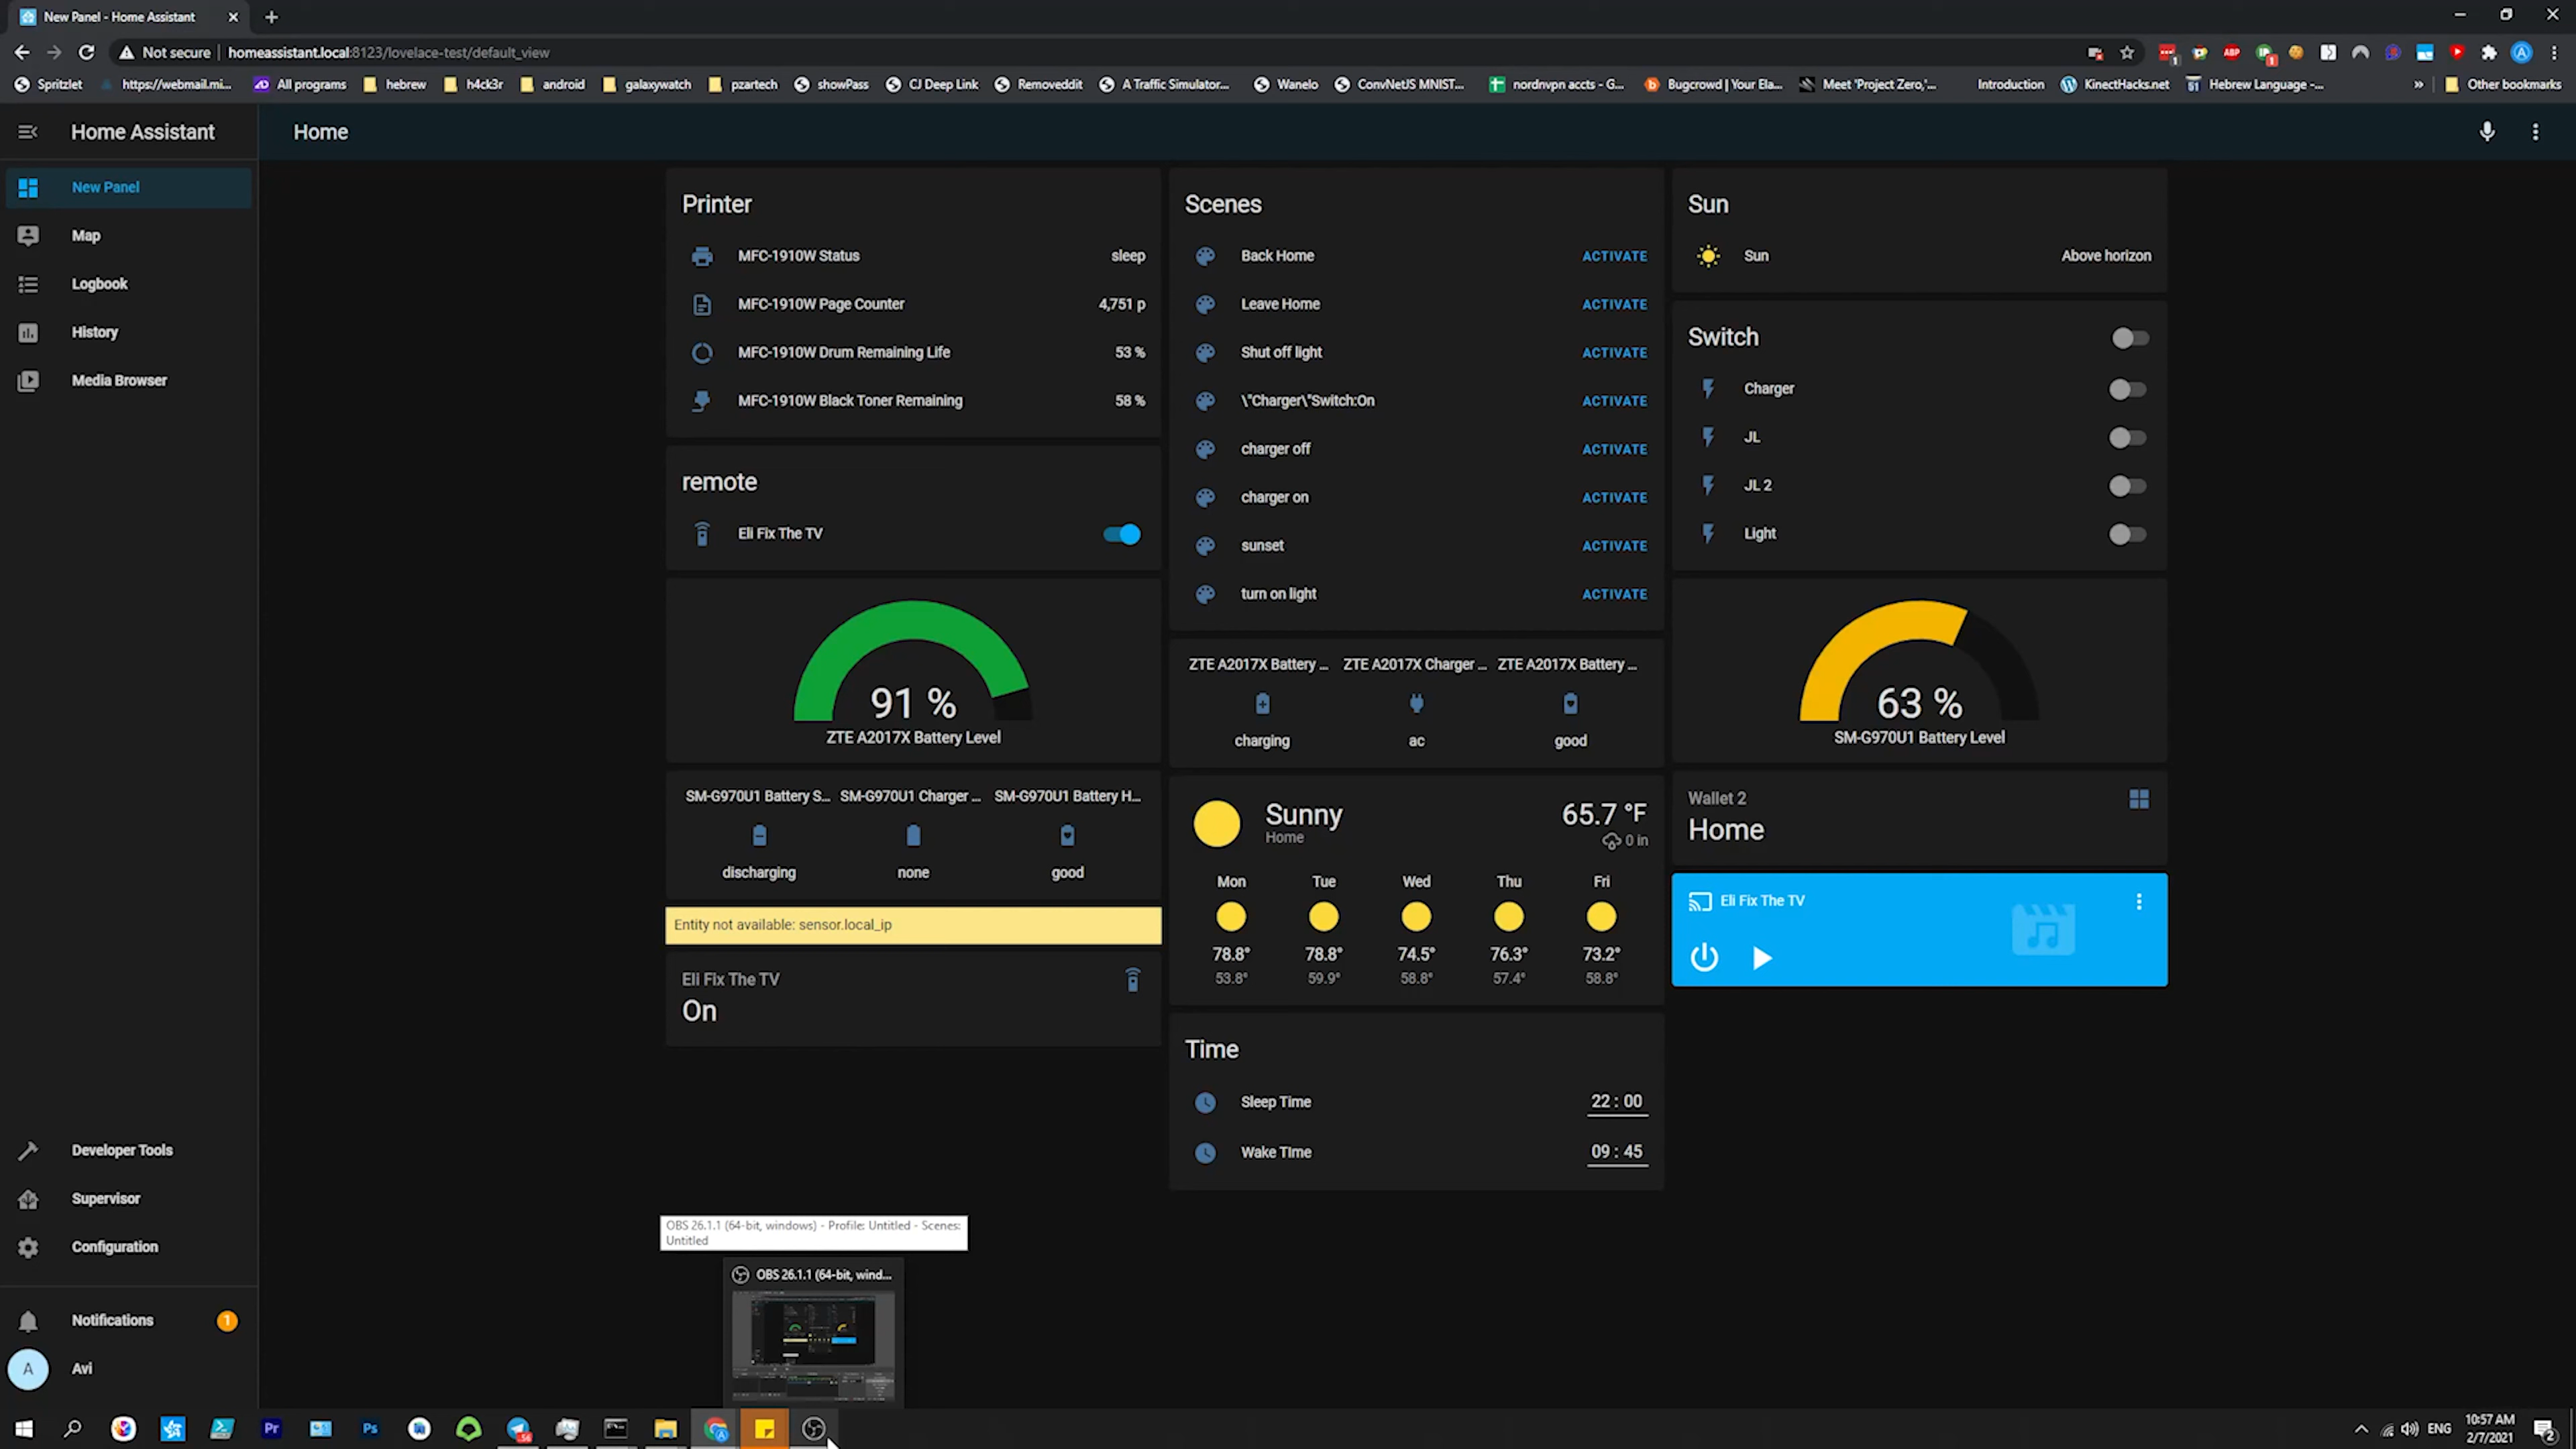 New Panel - Home Assistant
Not secure
homeassistant.local:8123/lovelace-test/default_view
Spritzlet
https://webmail.mi...
All programs
hebrew
h4ck3r
android
galaxywatch
pzartech
showPass
CJ Deep Link
Removeddit
A Traffic Simulator...
Wanelo
ConvNetJS MNIST...
nordnvpn accts - G...
Bugcrowd | Your Ela...
Meet 'Project Zero,'...
Introduction
KinectHacks.net
Hebrew Language -...
»
Other bookmarks
Home Assistant
Home
New Panel
Map
Logbook
History
Media Browser
Developer Tools
Supervisor
Configuration
Notifications
1
A
Avi
Printer
MFC-1910W Status
sleep
MFC-1910W Page Counter
4,751 p
MFC-1910W Drum Remaining Life
53 %
MFC-1910W Black Toner Remaining
58 %
remote
Eli Fix The TV
91 %
ZTE A2017X Battery Level
SM-G970U1 Battery S...
SM-G970U1 Charger ...
SM-G970U1 Battery H...
discharging
none
good
Entity not available: sensor.local_ip
Eli Fix The TV
On
Scenes
Back Home
ACTIVATE
Leave Home
ACTIVATE
Shut off light
ACTIVATE
\"Charger\"Switch:On
ACTIVATE
charger off
ACTIVATE
charger on
ACTIVATE
sunset
ACTIVATE
turn on light
ACTIVATE
ZTE A2017X Battery ...
ZTE A2017X Charger ...
ZTE A2017X Battery ...
charging
ac
good
Sunny
Home
65.7 °F
0 in
Mon
Tue
Wed
Thu
Fri
78.8°
78.8°
74.5°
76.3°
73.2°
53.8°
59.9°
58.8°
57.4°
58.8°
Time
Sleep Time
22 : 00
Wake TIme
09 : 45
Sun
Sun
Above horizon
Switch
Charger
JL
JL 2
Light
63 %
SM-G970U1 Battery Level
Wallet 2
Home
Eli Fix The TV
OBS 26.1.1 (64-bit, windows) - Profile: Untitled - Scenes:
Untitled
OBS 26.1.1 (64-bit, wind...
Pr
Ps
ENG
10:57 AM
2/7/2021
2